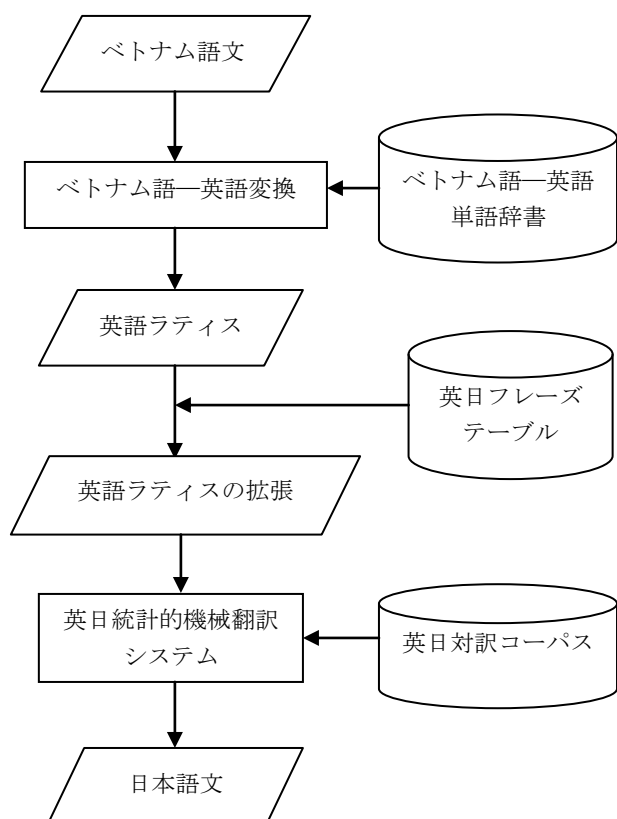 ベトナム語文
ベトナム語―英語変換
ベトナム語―英語
単語辞書
英語ラティス
英日フレーズ
テーブル
英語ラティスの拡張
英日統計的機械翻訳
システム
英日対訳コーパス
日本語文